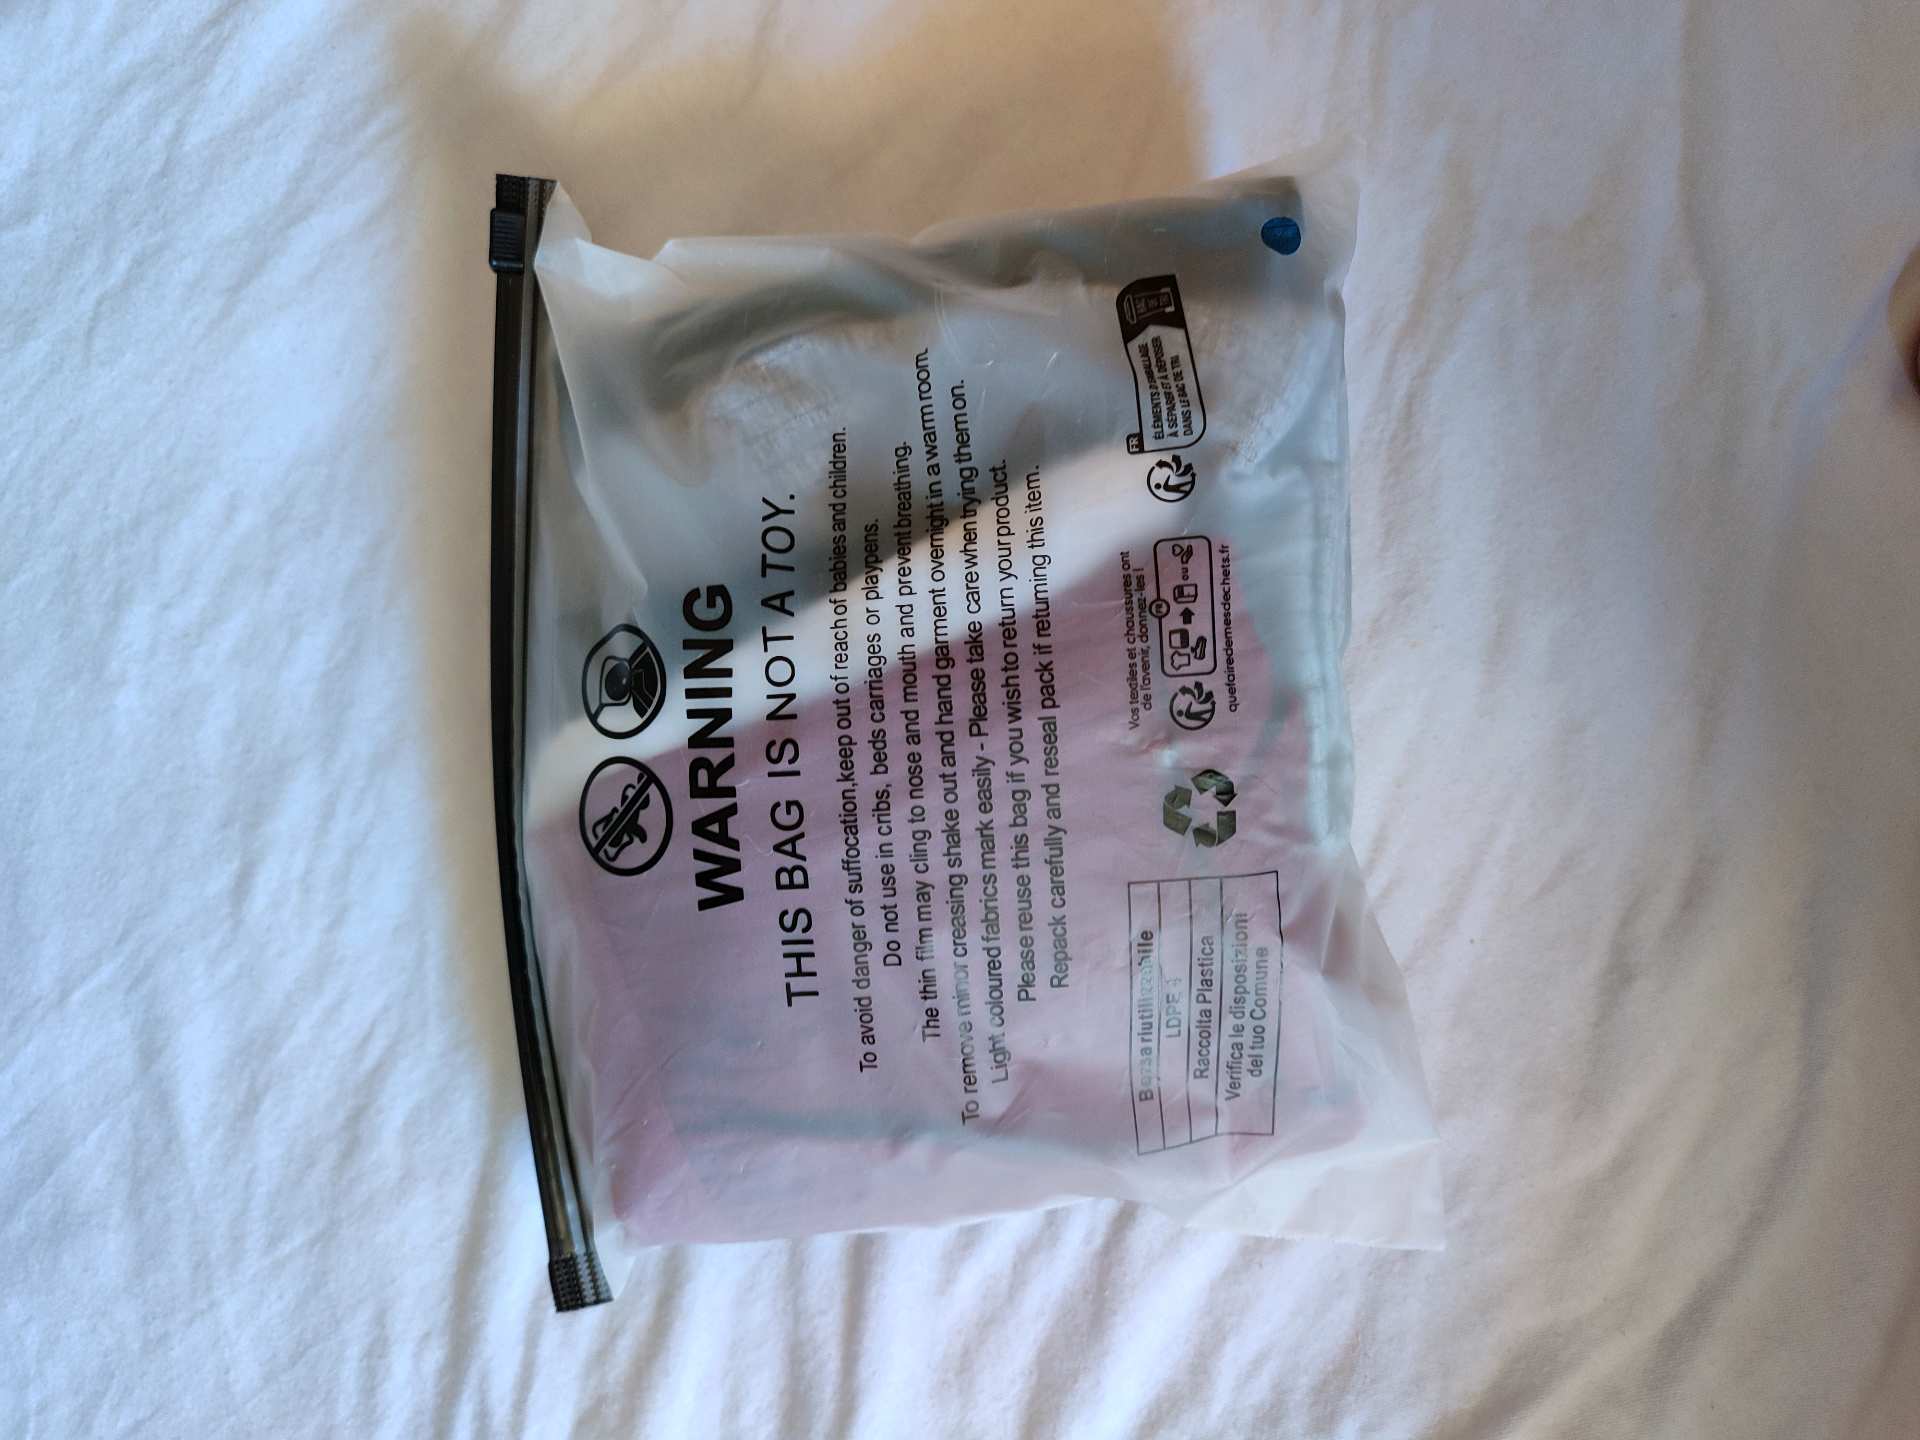 WARNING
THIS BAG IS NOT A TOY.
To avoid danger of suffocation,keep out of reach of babies and children.
Do not use in cribs, beds carriages or playpens.
The thin film may cling to nose and mouth and prevent breathing.
To remove minor creasing shake out and hand garment overnight in a warm room.
Light coloured fabrics mark easily - Please take care when trying them on.
Please reuse this bag if you wish to return your product.
Repack carefully and reseal pack if returning this item.
Borsa riutilizzabile
LDPE 4
Raccolta Plastica
Verifica le disposizioni
del tuo Comune
Vos textiles et chaussures ont
de l'avenir, donnez-les !
FR
ou
quefairedemesdechets.fr
FR
ÉLÉMENTS D'EMBALLAGE
À SÉPARER ET À DÉPOSER
DANS LE BAC DE TRI
BAC
DE
TRI